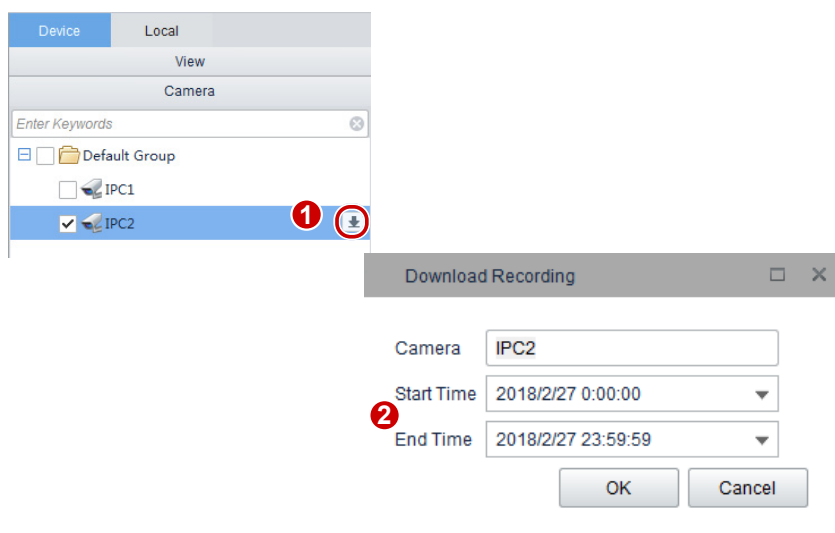 Device Local
View
Camera
Enter Keywords
Default Group
IPC1
IPC2 1
Download Recording
Camera IPC2
Start Time 2018/2/27 0:00:00
2
End Time 2018/2/27 23:59:59
OK Cancel